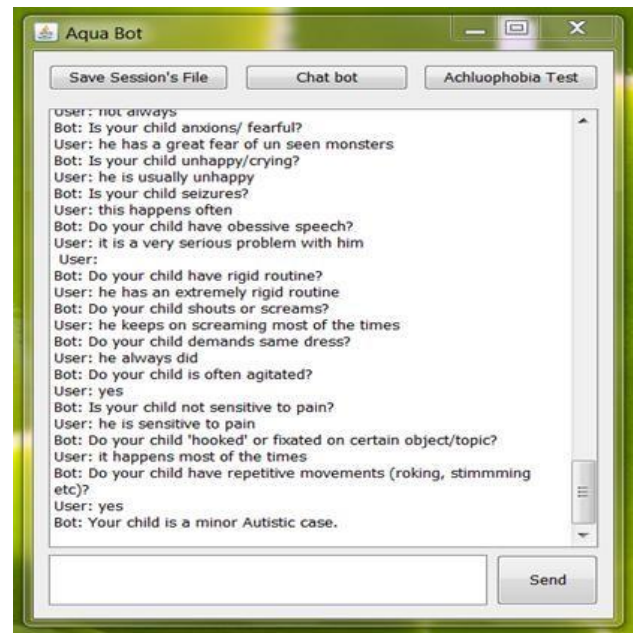 Aqua Bot
Save Session's File
Chat bot
Achluophobia Test
User: not always
Bot: Is your child anxions/ fearful?
User: he has a great fear of un seen monsters
Bot: Is your child unhappy/crying?
User: he is usually unhappy
Bot: Is your child seizures?
User: this happens often
Bot: Do your child have obessive speech?
User: it is a very serious problem with him
User:
Bot: Do your child have rigid routine?
User: he has an extremely rigid routine
Bot: Do your child shouts or screams?
User: he keeps on screaming most of the times
Bot: Do your child demands same dress?
User: he always did
Bot: Do your child is often agitated?
User: yes
Bot: Is your child not sensitive to pain?
User: he is sensitive to pain
Bot: Do your child 'hooked' or fixated on certain object/topic?
User: it happens most of the times
Bot: Do your child have repetitive movements (roking, stimmming
etc)?
User: yes
Bot: Your child is a minor Autistic case.
Send